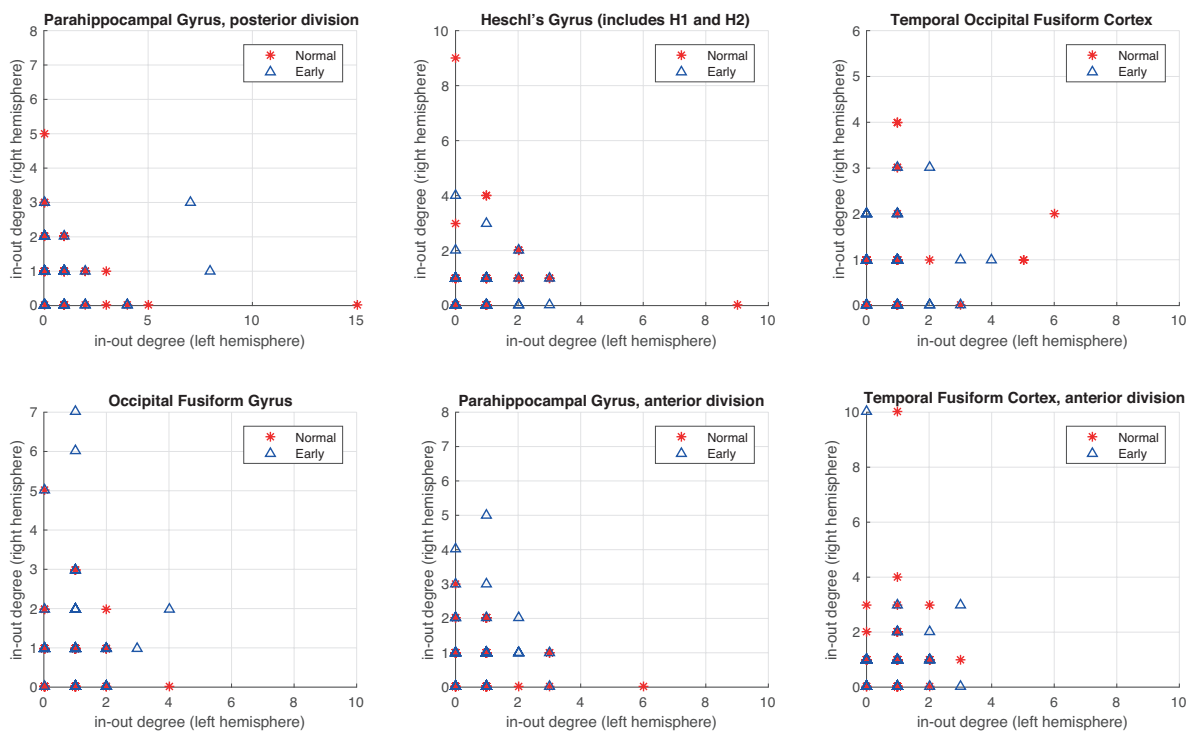 Parahippocampal Gyrus, posterior division
8
7
6
5
4
3
2
1
0
0 5 10 15
in-out degree (right hemisphere)
in-out degree (left hemisphere)
Normal
Early
Heschl's Gyrus (includes H1 and H2)
10
8
6
4
2
0
0 2 4 6 8 10
in-out degree (right hemisphere)
in-out degree (left hemisphere)
Normal
Early
Temporal Occipital Fusiform Cortex
6
5
4
3
2
1
0
0 2 4 6 8 10
in-out degree (right hemisphere)
in-out degree (left hemisphere)
Normal
Early
Occipital Fusiform Gyrus
7
6
5
4
3
2
1
0
0 2 4 6 8 10
in-out degree (right hemisphere)
in-out degree (left hemisphere)
Normal
Early
Parahippocampal Gyrus, anterior division
8
7
6
5
4
3
2
1
0
0 2 4 6 8 10
in-out degree (right hemisphere)
in-out degree (left hemisphere)
Normal
Early
Temporal Fusiform Cortex, anterior division
10
8
6
4
2
0
0 2 4 6 8 10
in-out degree (right hemisphere)
in-out degree (left hemisphere)
Normal
Early